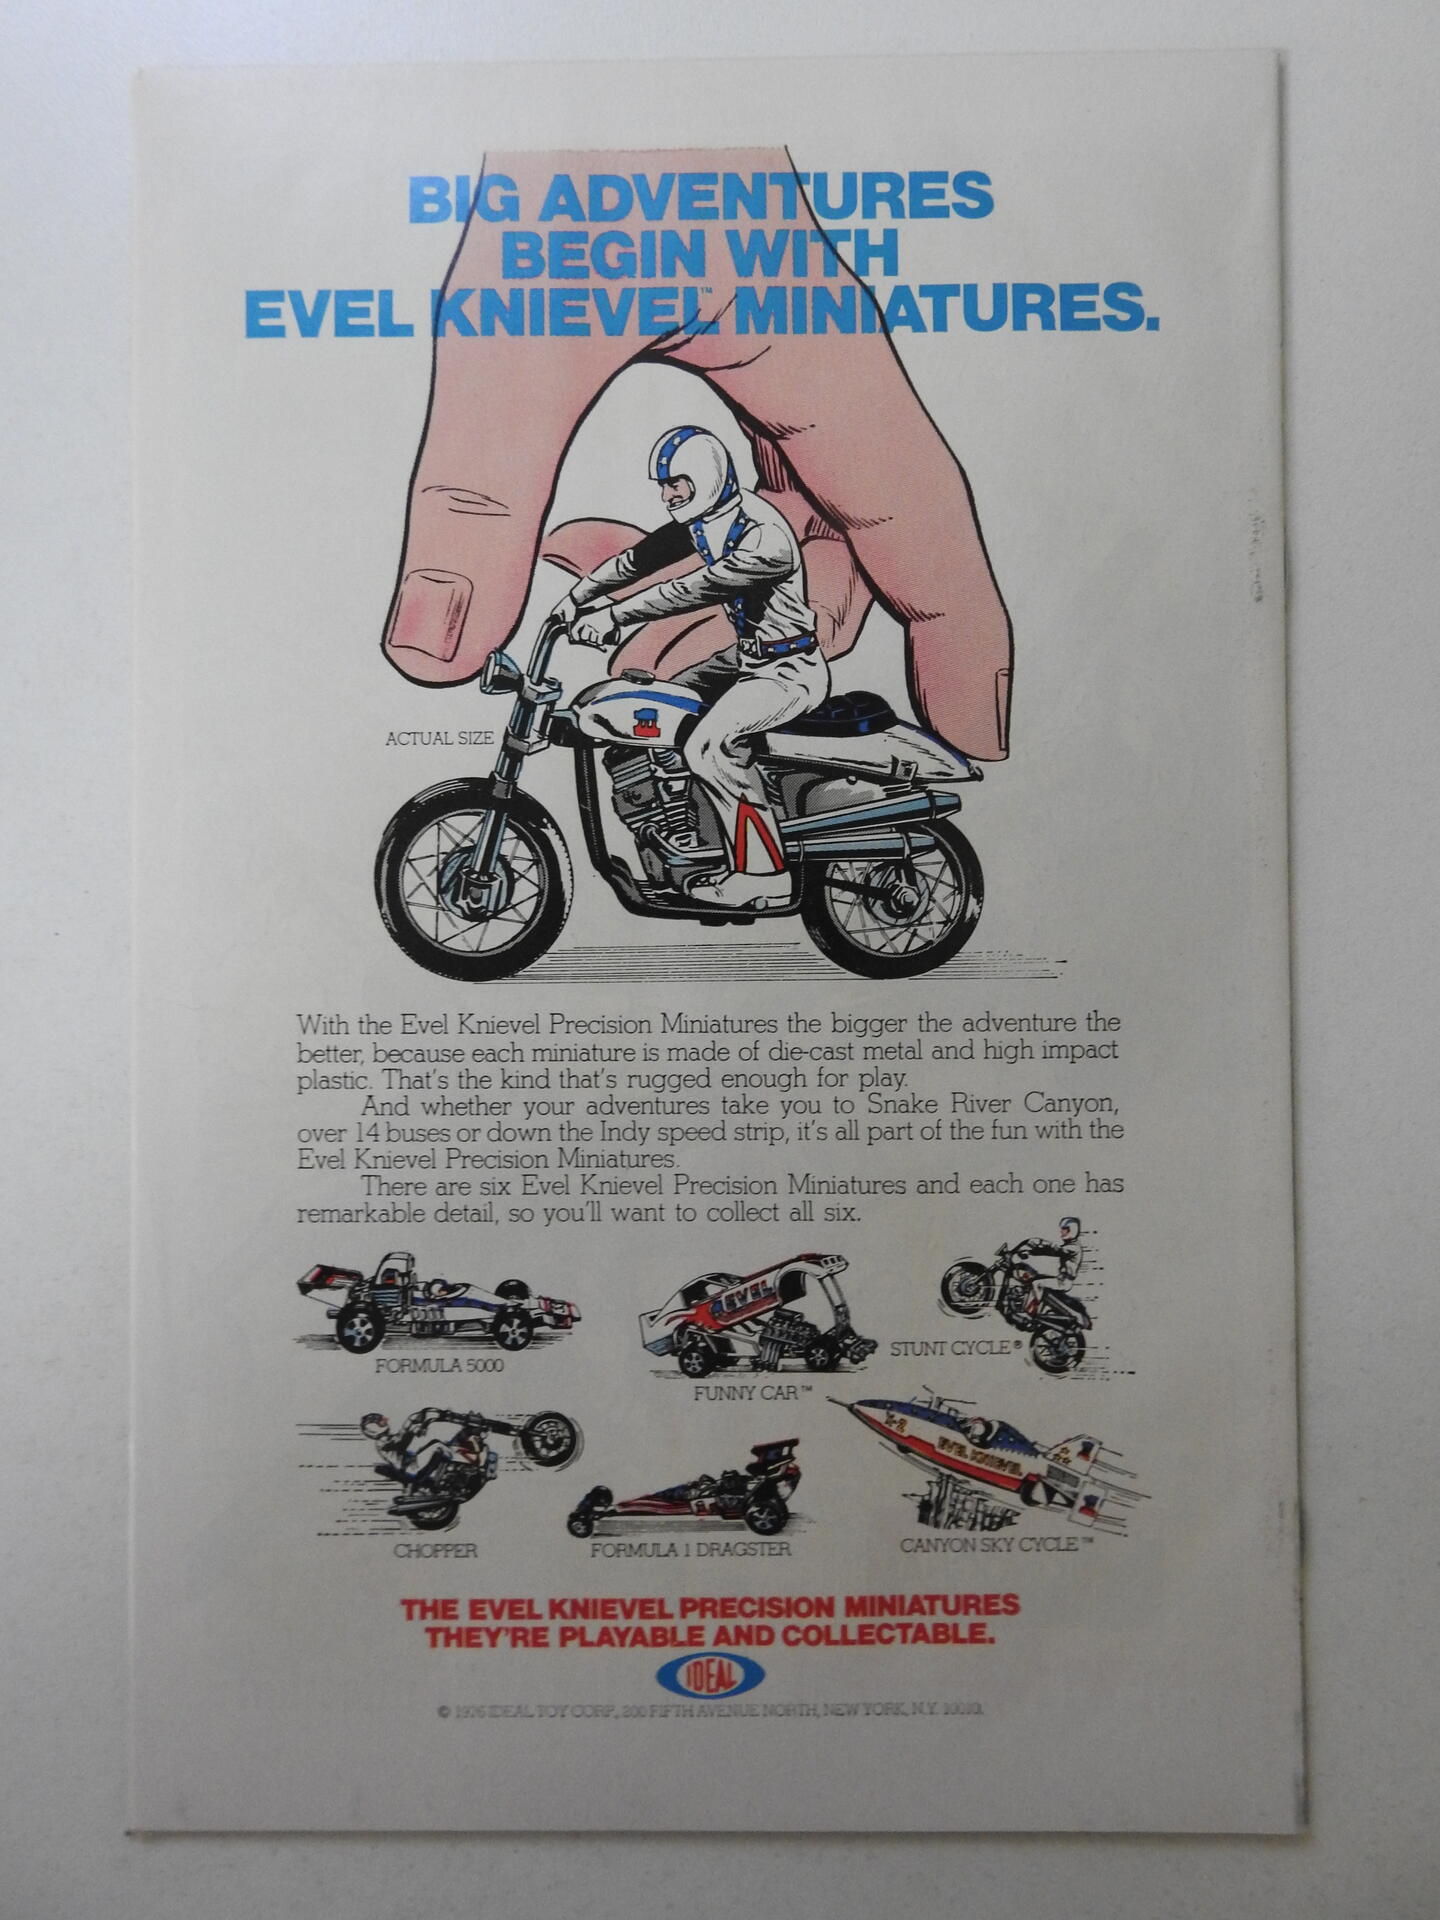 BIG ADVENTURES
BEGIN WITH
EVEL KNIEVEL™ MINIATURES.
ACTUAL SIZE
With the Evel Knievel Precision Miniatures the bigger the adventure the
better, because each miniature is made of die-cast metal and high impact
plastic. That's the kind that's rugged enough for play.
And whether your adventures take you to Snake River Canyon,
over 14 buses or down the Indy speed strip, it's all part of the fun with the
Evel Knievel Precision Miniatures.
There are six Evel Knievel Precision Miniatures and each one has
remarkable detail, so you'll want to collect all six.
EVEL
STUNT CYCLE®
FORMULA 5000
FUNNY CAR™
X-2
EVEL KNIEVEL
CHOPPER
FORMULA 1 DRAGSTER
CANYON SKY CYCLE™
THE EVEL KNIEVEL PRECISION MINIATURES
THEY'RE PLAYABLE AND COLLECTABLE.
IDEAL
© 1976 IDEAL TOY CORP., 200 FIFTH AVENUE NORTH, NEW YORK, N.Y. 10010.